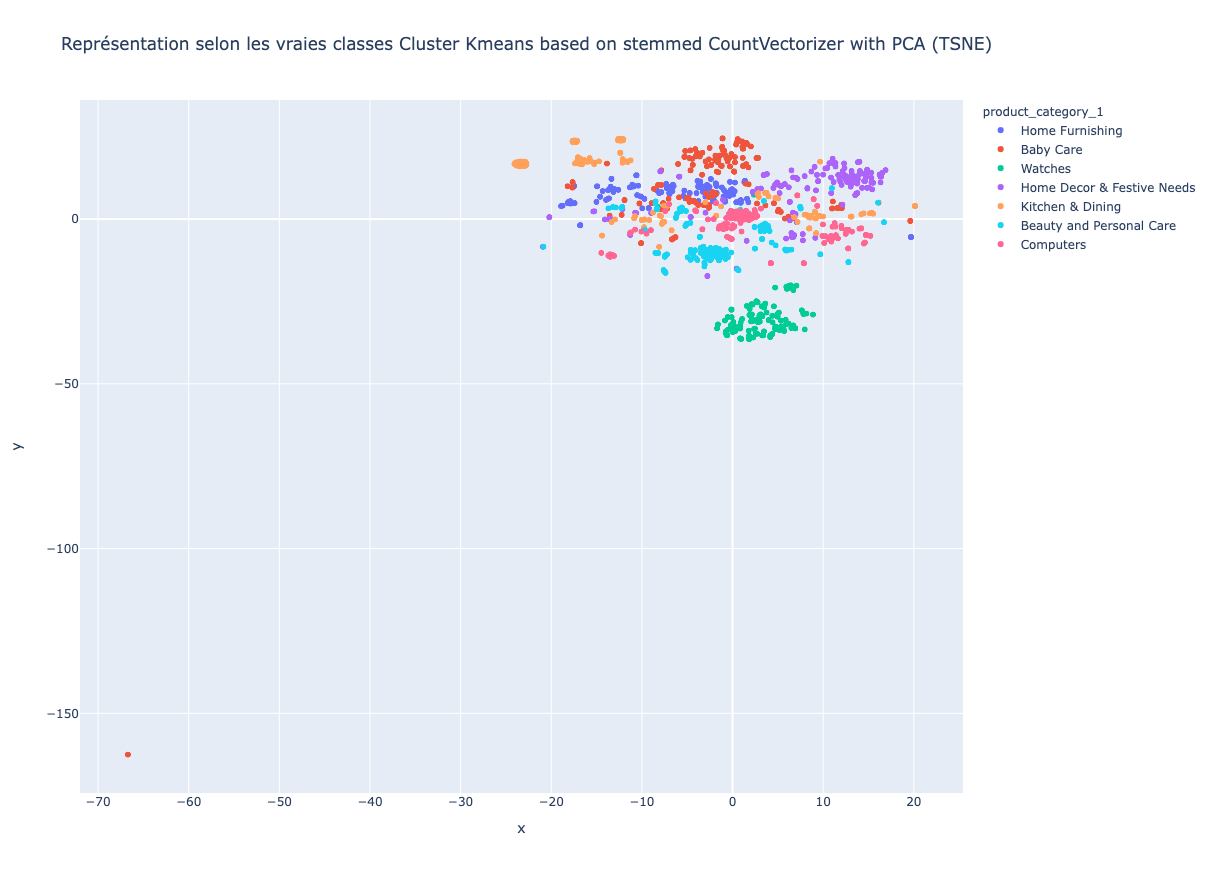 Représentation selon les vraies classes Cluster Kmeans based on stemmed CountVectorizer with PCA (TSNE)
product_category_1
Home Furnishing
Baby Care
Watches
Home Decor & Festive Needs
Kitchen & Dining
Beauty and Personal Care
Computers
0
−50
−100
−150
y
−70 −60 −50 −40 −30 −20 −10 0 10 20
x